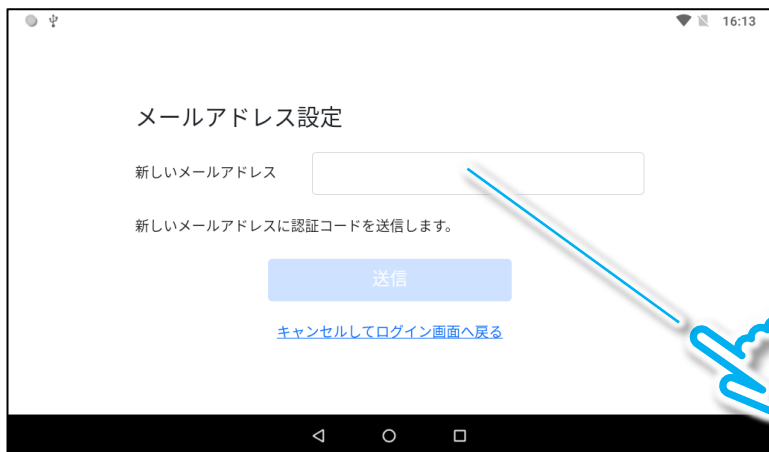 16:13
メールアドレス設定
新しいメールアドレス
新しいメールアドレスに認証コードを送信します。
送信
キャンセルしてログイン画面へ戻る